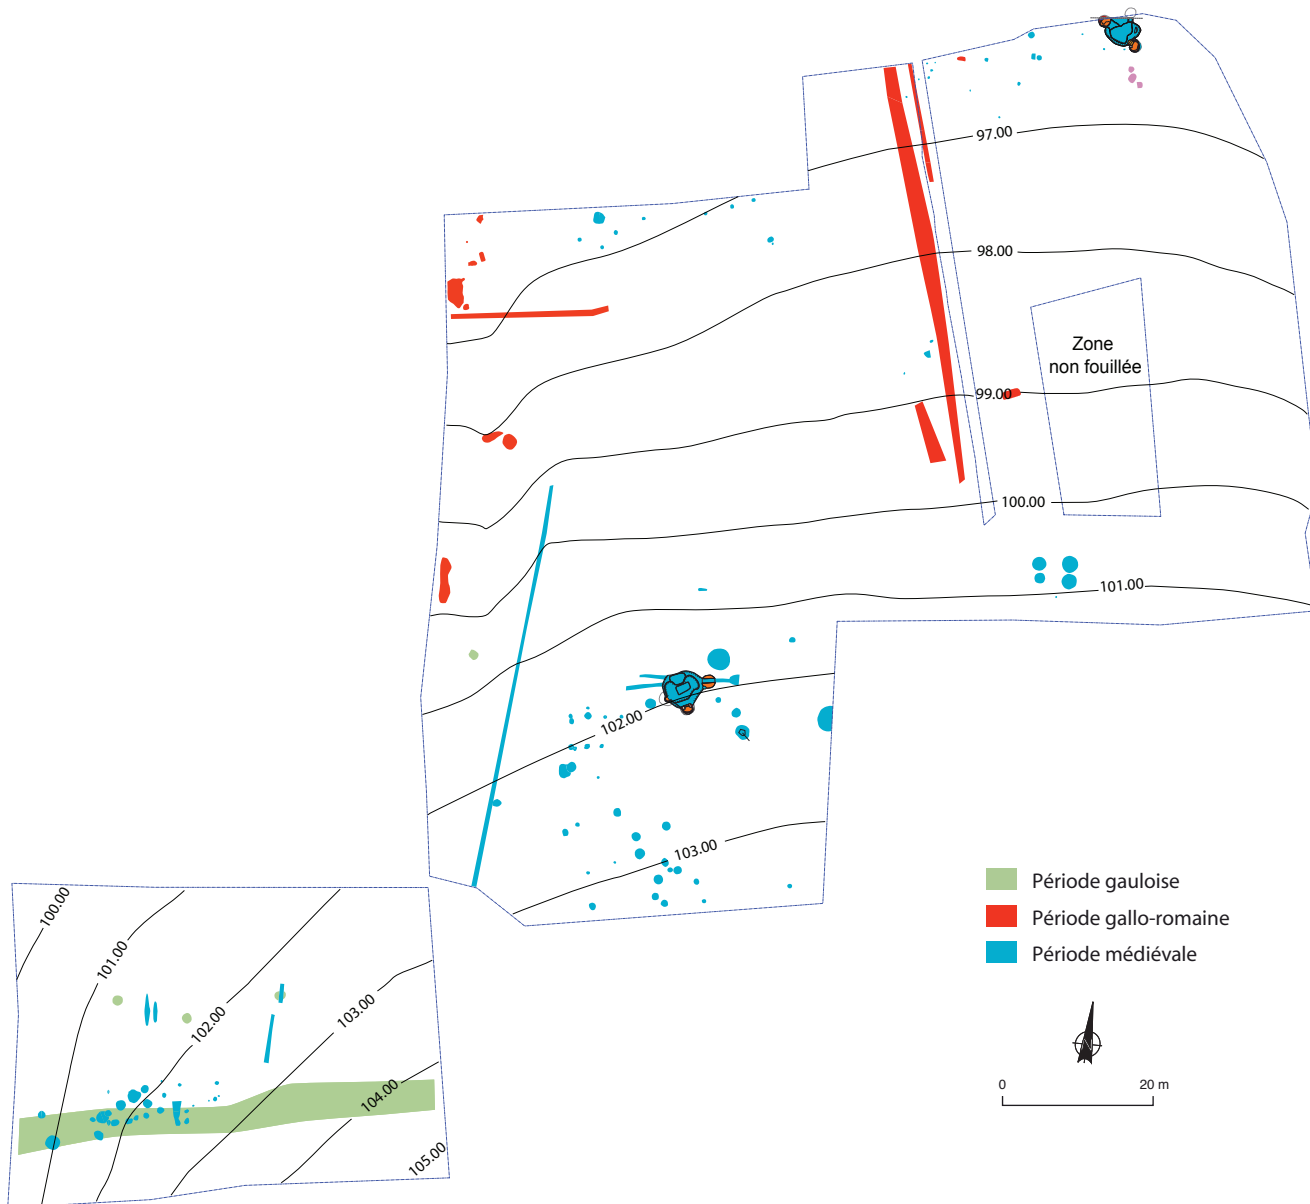 97.00
98.00
Zone
non fouillée
99.00
100.00
101.00
102.00
103.00
Période gauloise
Période gallo-romaine
Période médiévale
100.00
101.00
102.00
103.00
104.00
105.00
0 20 m